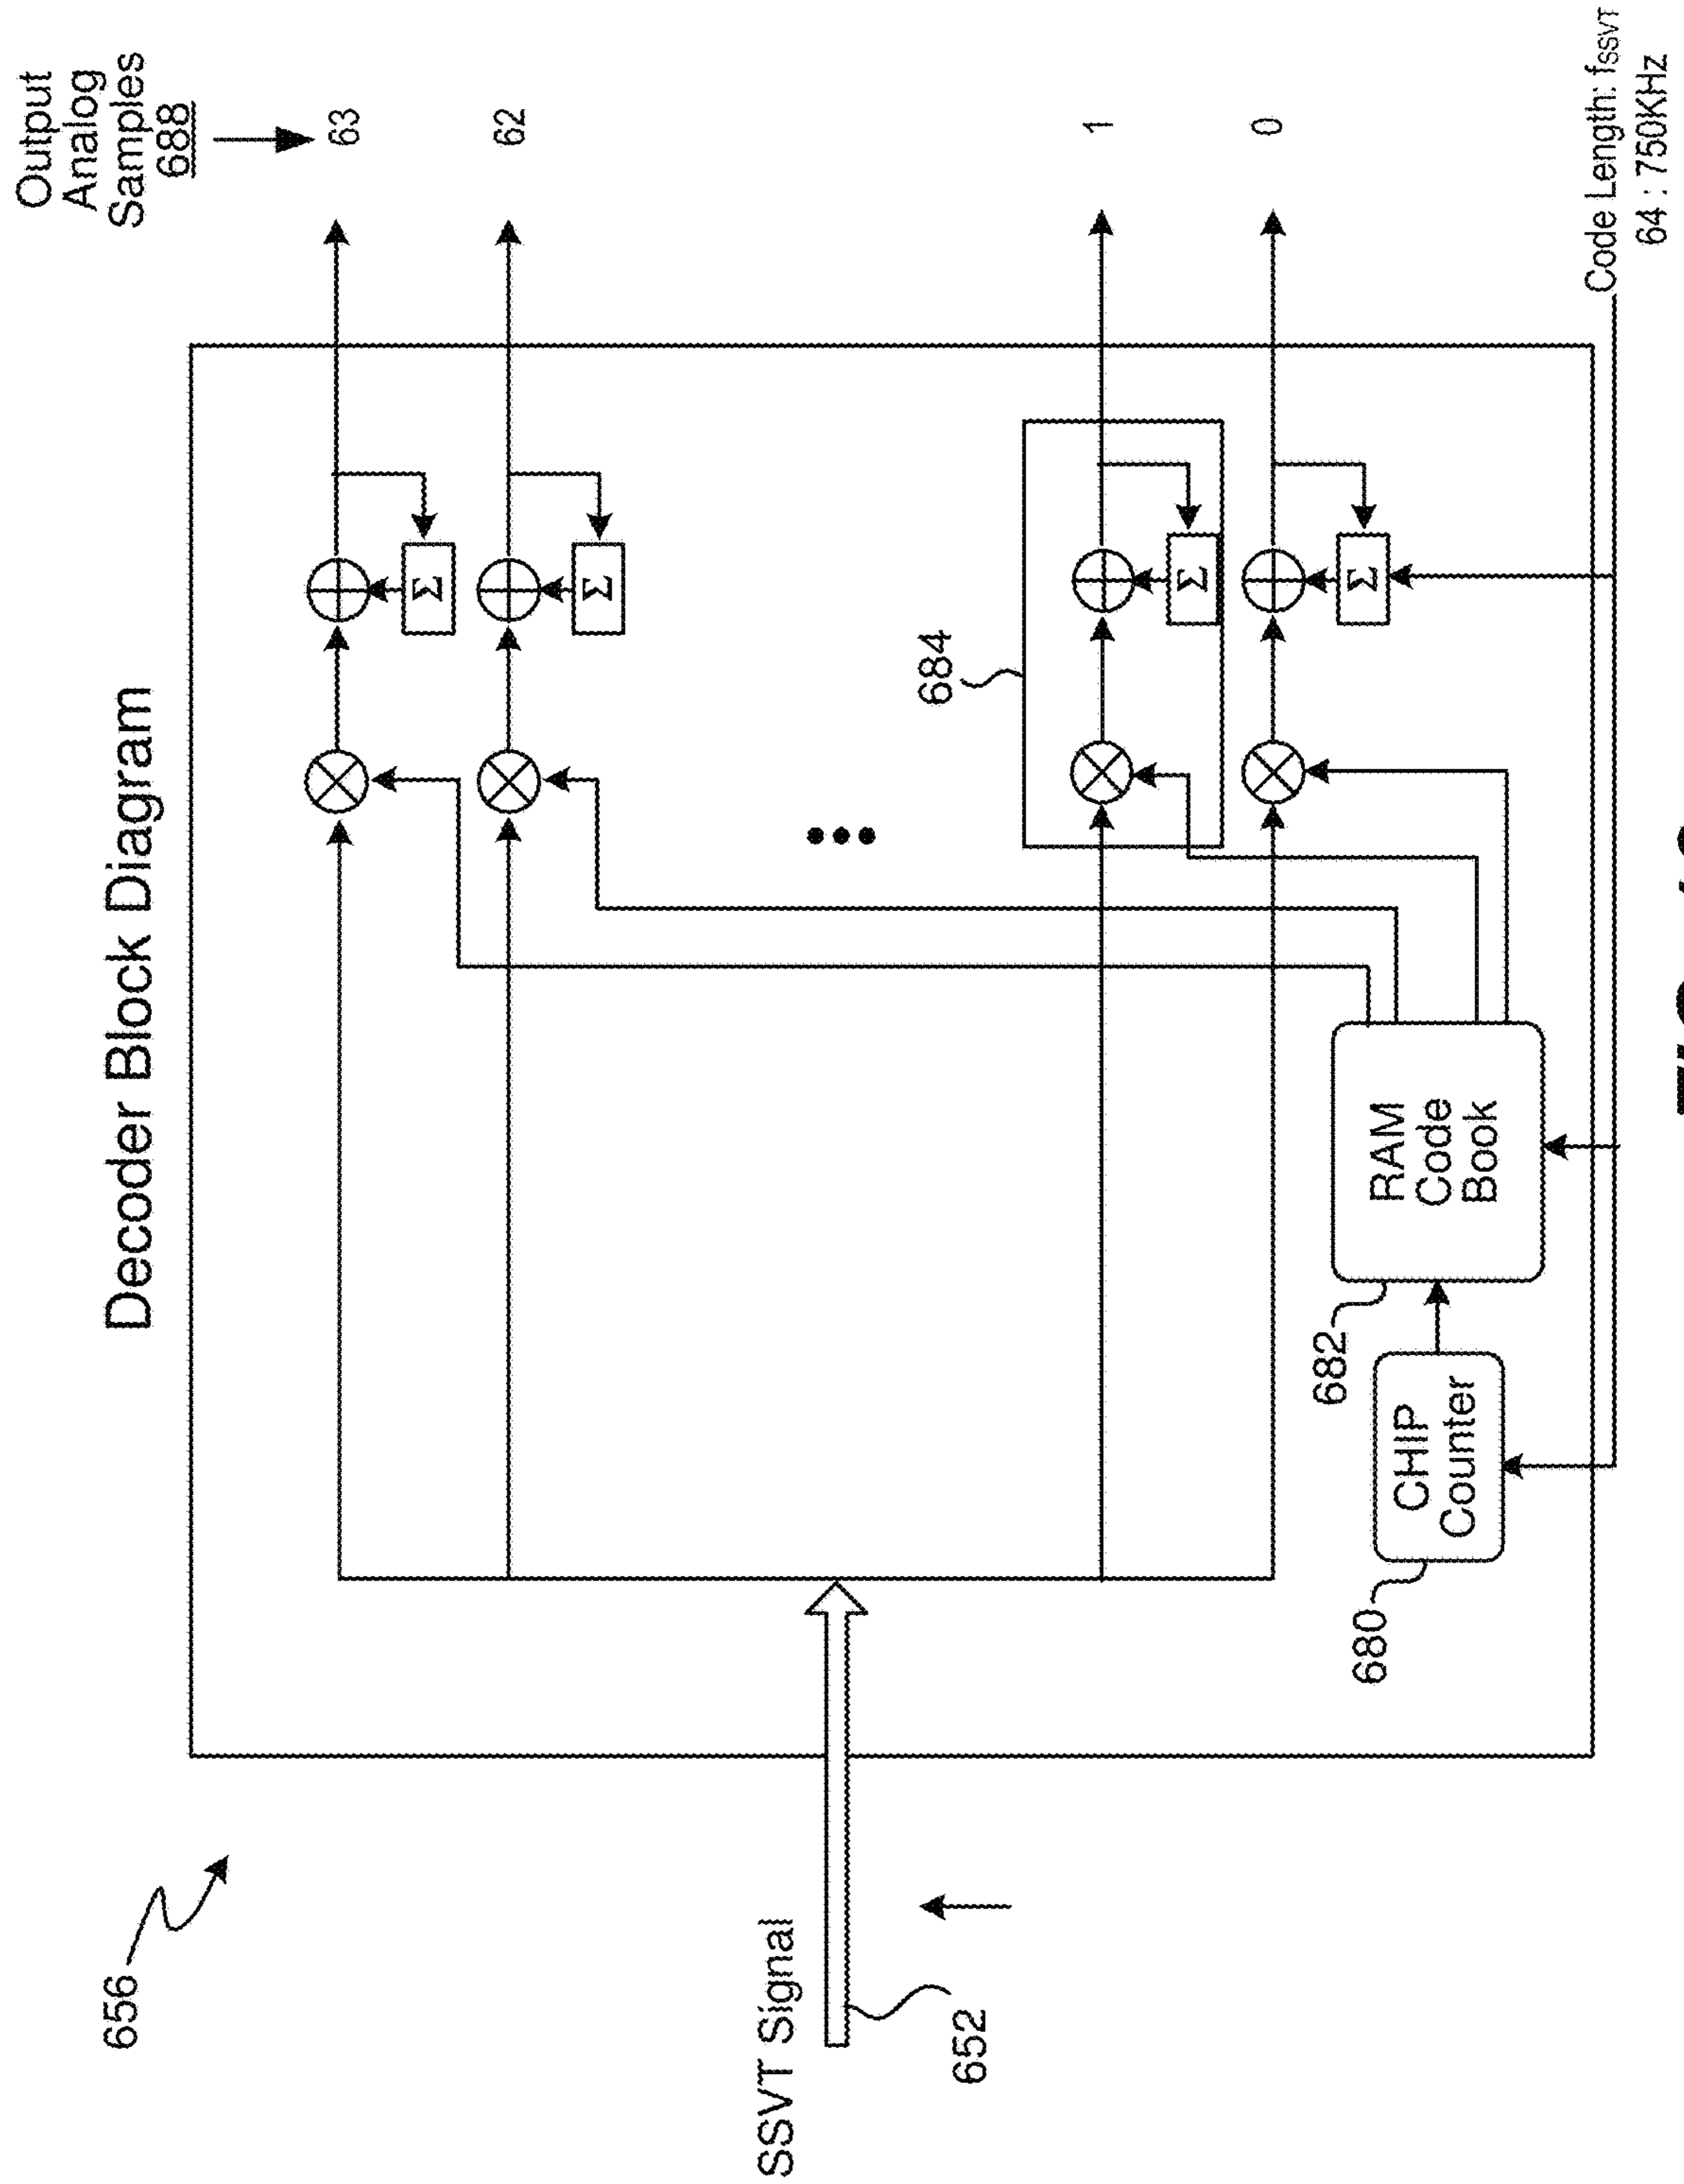 Decoder Block Diagram
656
Output
Analog
Samples
688
63
62
Σ
Σ
684
1
0
Σ
Σ
SSVT Signal
652
682
RAM
Code
Book
680
CHIP
Counter
Code Length: fSSVT
64 : 750KHz